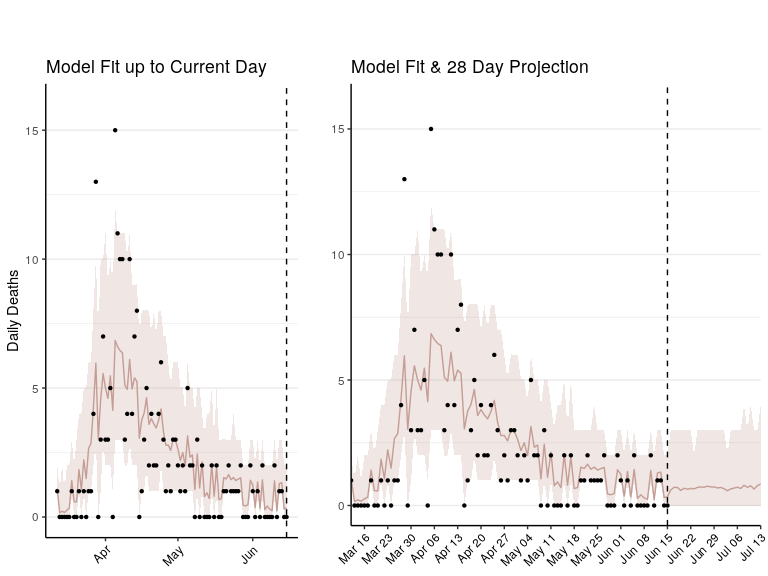 Model Fit up to Current Day
Model Fit & 28 Day Projection
Daily Deaths
15
10
5
0
Apr
May
Jun
15
10
5
0
Mar 16
Mar 23
Mar 30
Apr 06
Apr 13
Apr 20
Apr 27
May 04
May 11
May 18
May 25
Jun 01
Jun 08
Jun 15
Jun 22
Jun 29
Jul 06
Jul 13